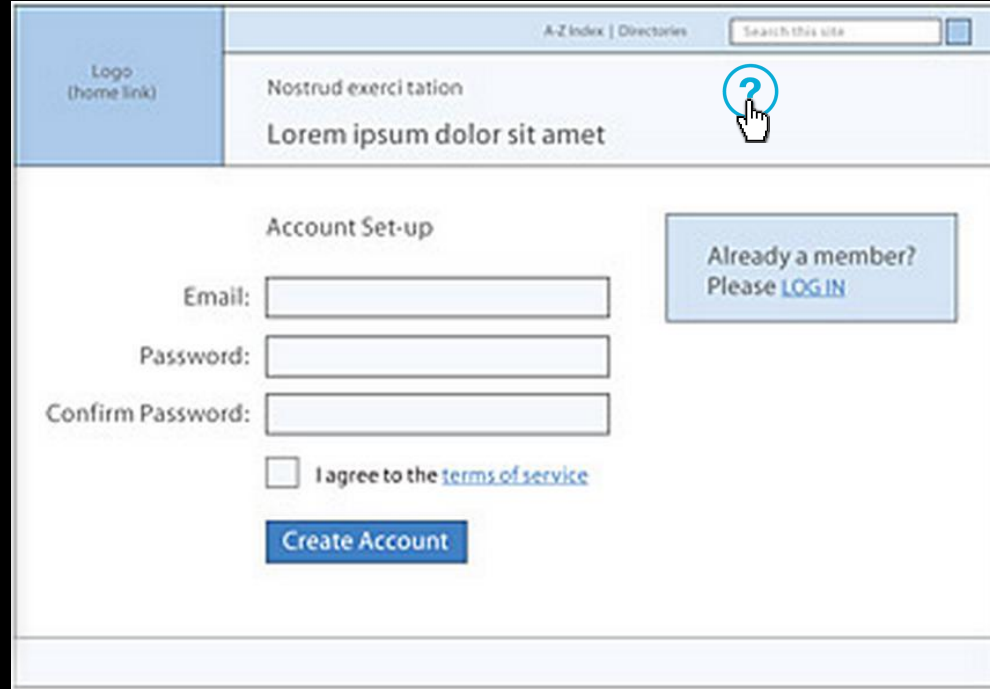 Logo
(home link)
A-Z Index | Directories
Search this site
Nostrud exerci tation
?
Lorem ipsum dolor sit amet
Account Set-up
Already a member?
Please LOG IN
Email:
Password:
Confirm Password:
I agree to the terms of service
Create Account